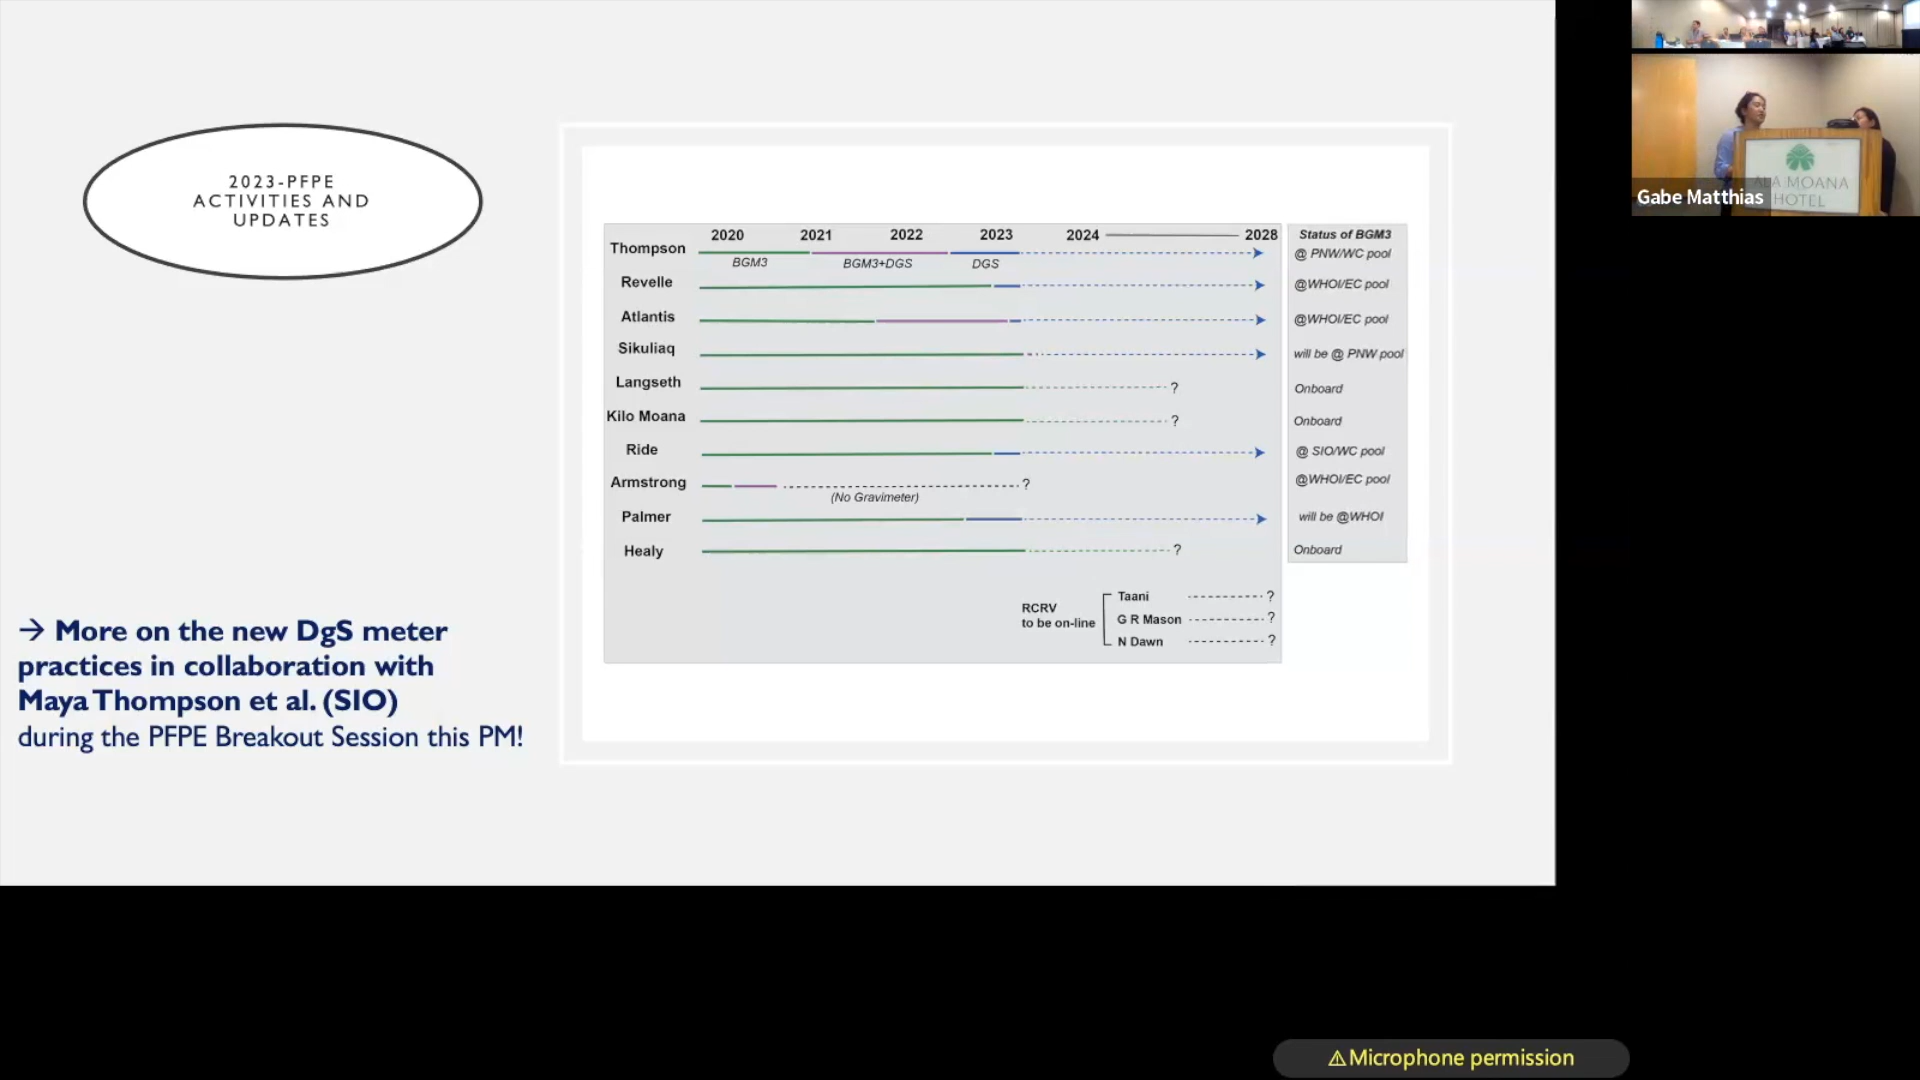 2023-PFPE
ACTIVITIES AND
UPDATES
→ More on the new DgS meter
practices in collaboration with
Maya Thompson et al. (SIO)
during the PFPE Breakout Session this PM!
2020 2021 2022 2023 2024 2028 Status of BGM3
Thompson @ PNW/WC pool
BGM3 BGM3+DGS DGS
Revelle @WHOI/EC pool
Atlantis @WHOI/EC pool
Sikuliaq will be @ PNW pool
Langseth ? Onboard
Kilo Moana ? Onboard
Ride @ SIO/WC pool
Armstrong ? @WHOI/EC pool
(No Gravimeter)
Palmer will be @WHOI
Healy ? Onboard
RCRV
to be on-line
Taani ?
G R Mason ?
N Dawn ?
ALA MOANA
HOTEL
Gabe Matthias
⚠Microphone permission